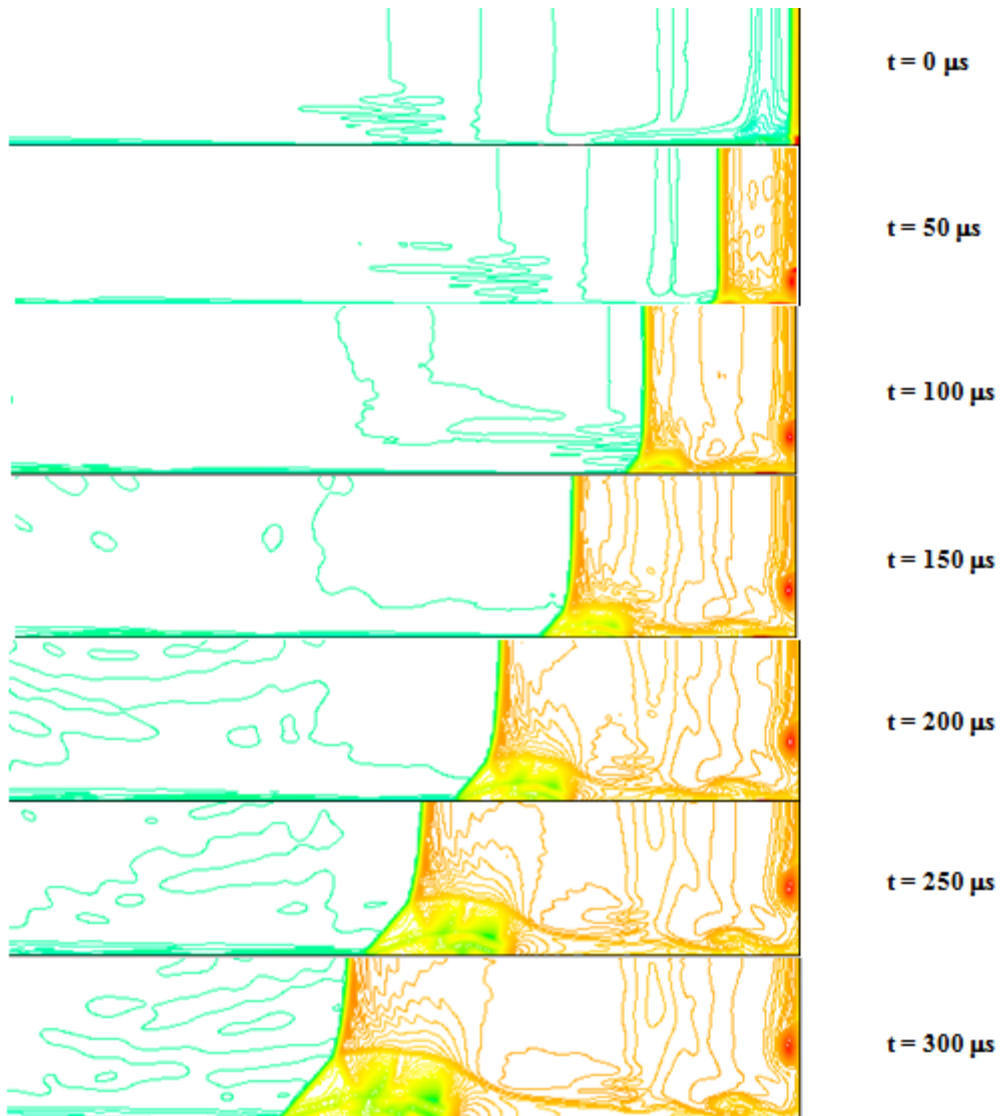 t = 0 μs
t = 50 μs
t = 100 μs
t = 150 μs
t = 200 μs
t = 250 μs
t = 300 μs